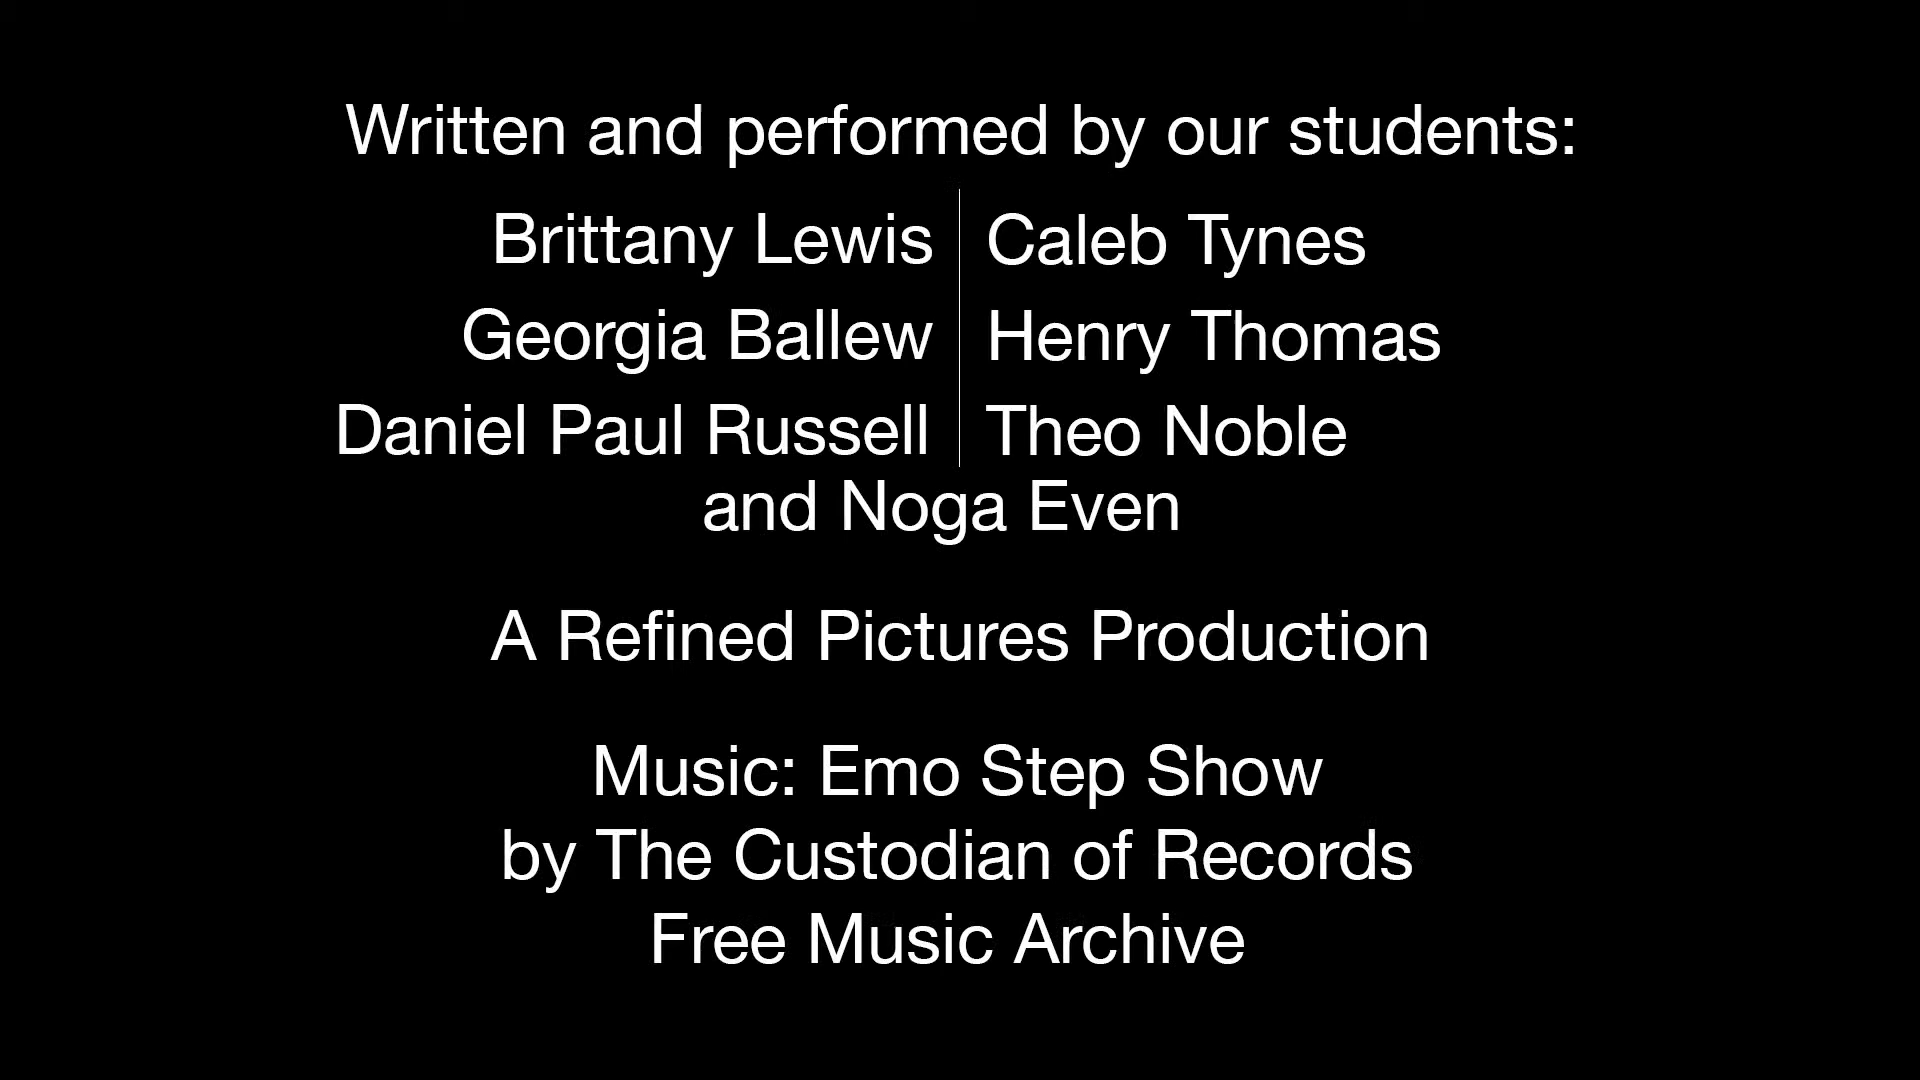 Written and performed by our students:
Brittany Lewis
Georgia Ballew
Daniel Paul Russell
Caleb Tynes
Henry Thomas
Theo Noble
and Noga Even
A Refined Pictures Production
Music: Emo Step Show
by The Custodian of Records
Free Music Archive